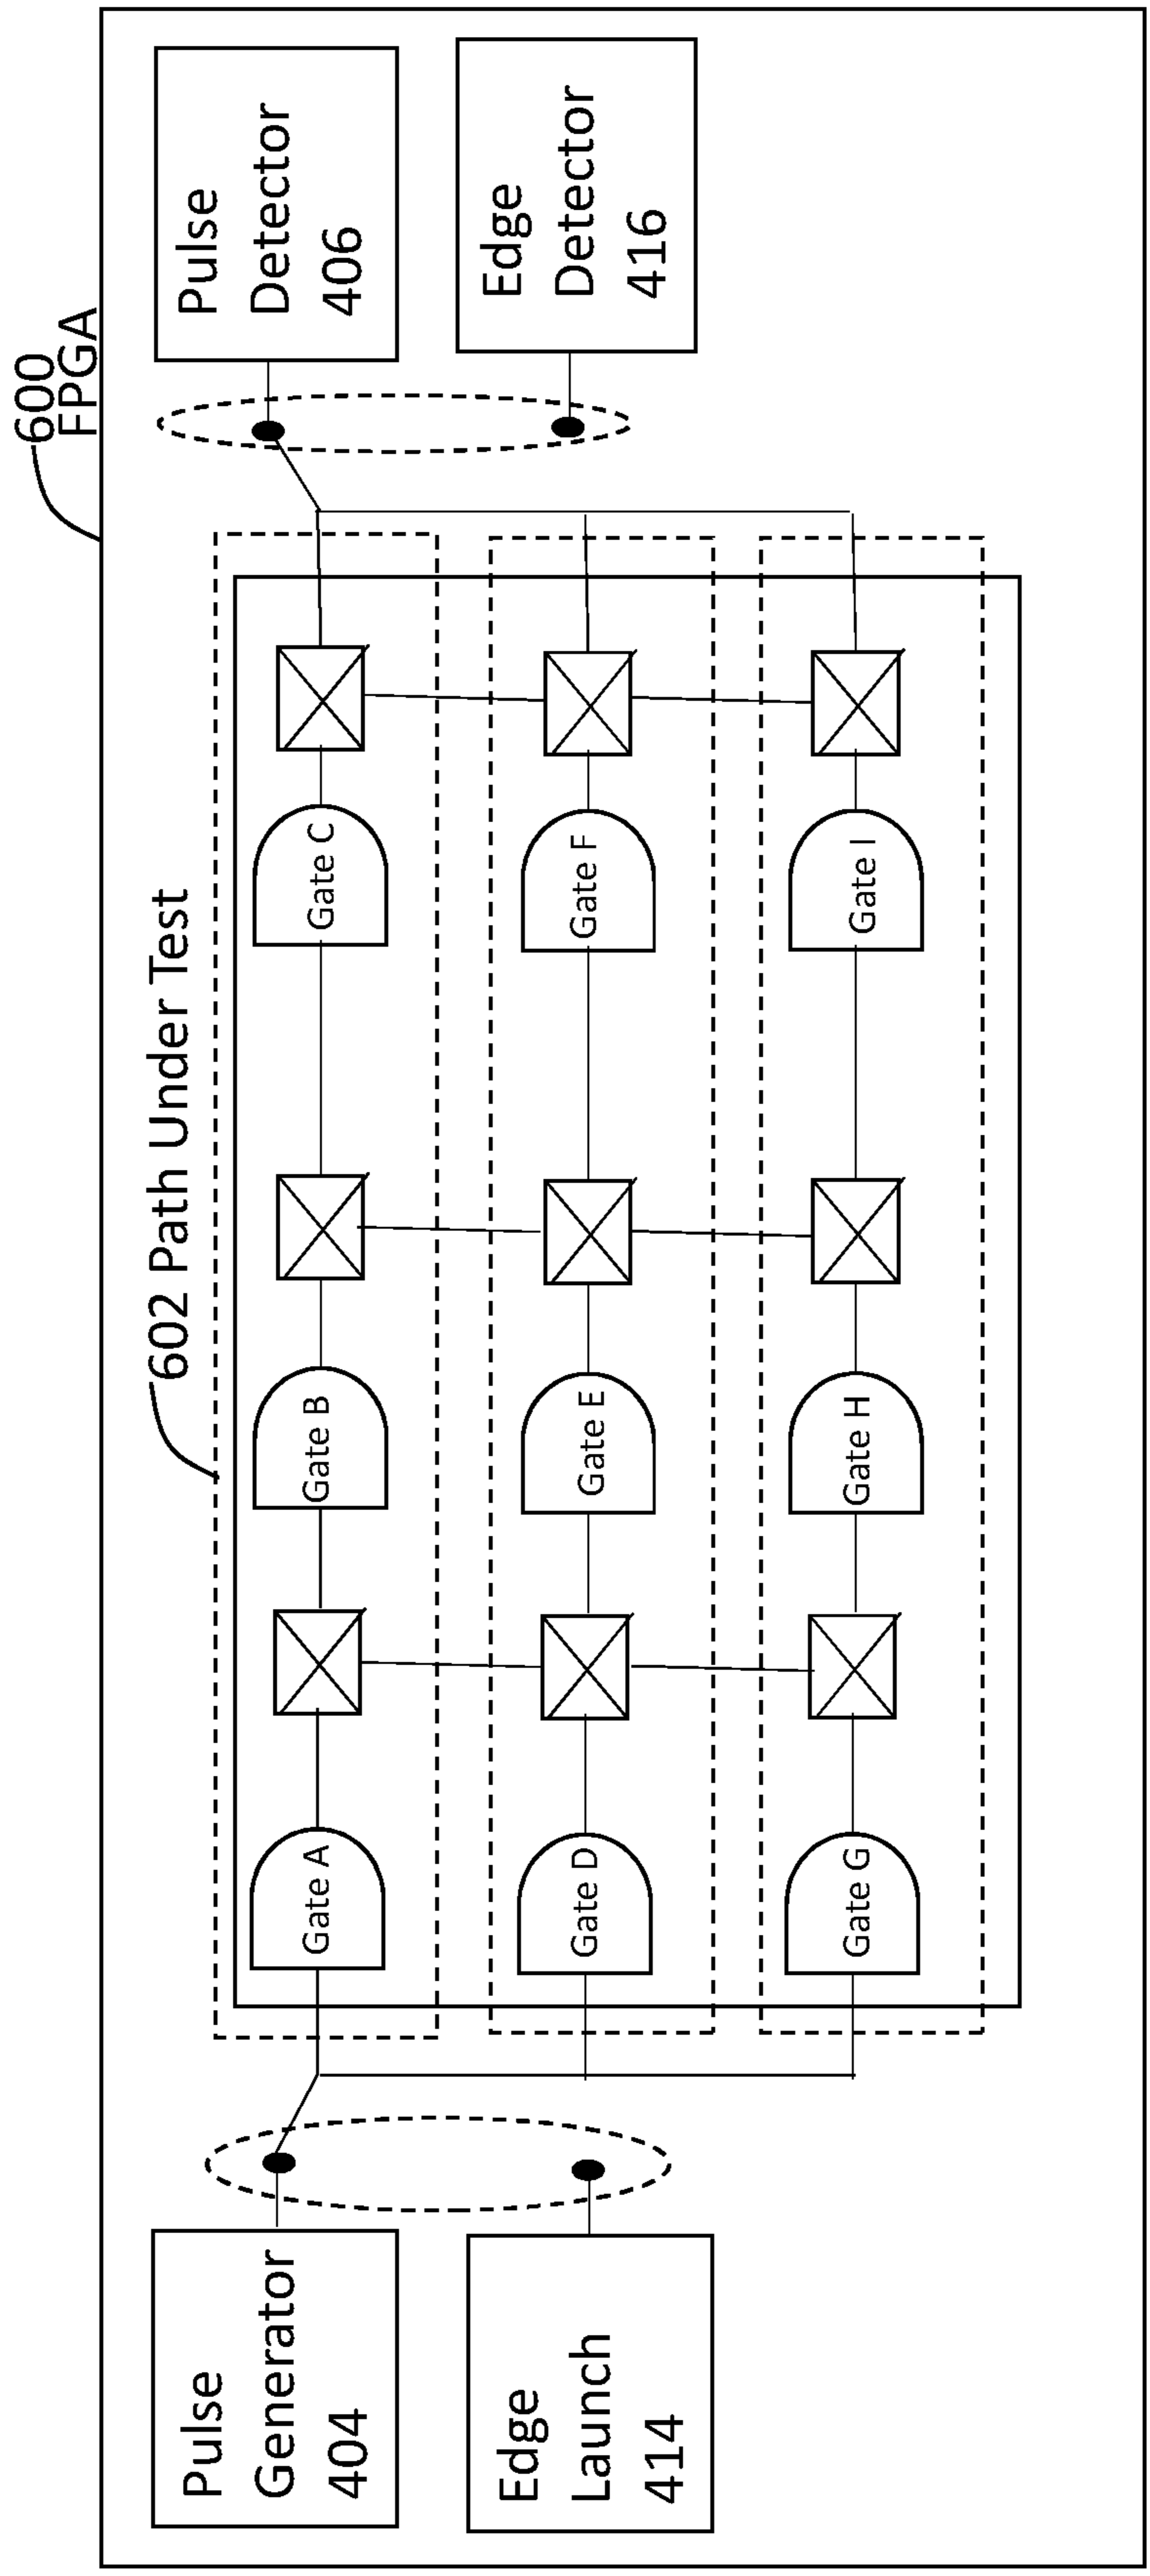 600
FPGA
602 Path Under Test
Pulse
Generator
404
Edge
Launch
414
Gate A
Gate B
Gate C
Gate D
Gate E
Gate F
Gate G
Gate H
Gate I
Pulse
Detector
406
Edge
Detector
416